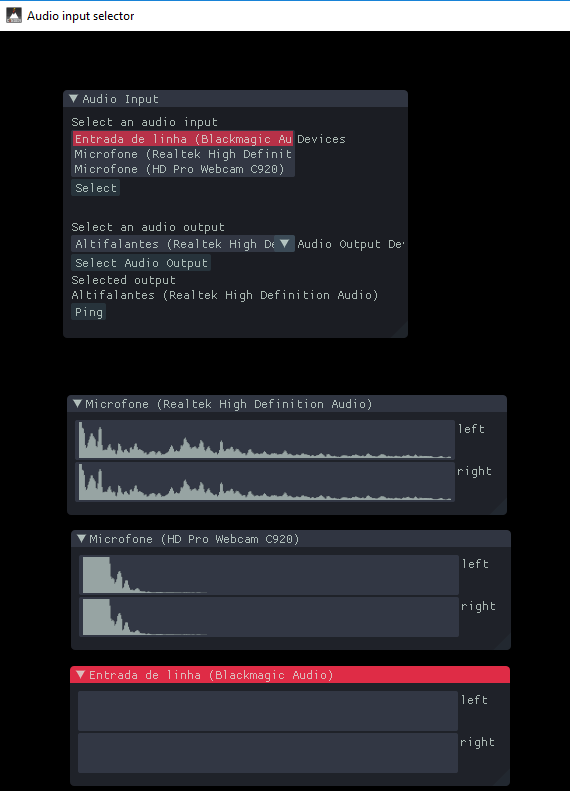 Audio input selector
Audio Input
Select an audio input
Entrada de linha (Blackmagic Au Devices
Microfone (Realtek High Definit
Microfone (HD Pro Webcam C920)
Select
Select an audio output
Altifalantes (Realtek High De Audio Output Dev
Select Audio Output
Selected output
Altifalantes (Realtek High Definition Audio)
Ping
Microfone (Realtek High Definition Audio)
left
right
Microfone (HD Pro Webcam C920)
left
right
Entrada de linha (Blackmagic Audio)
left
right